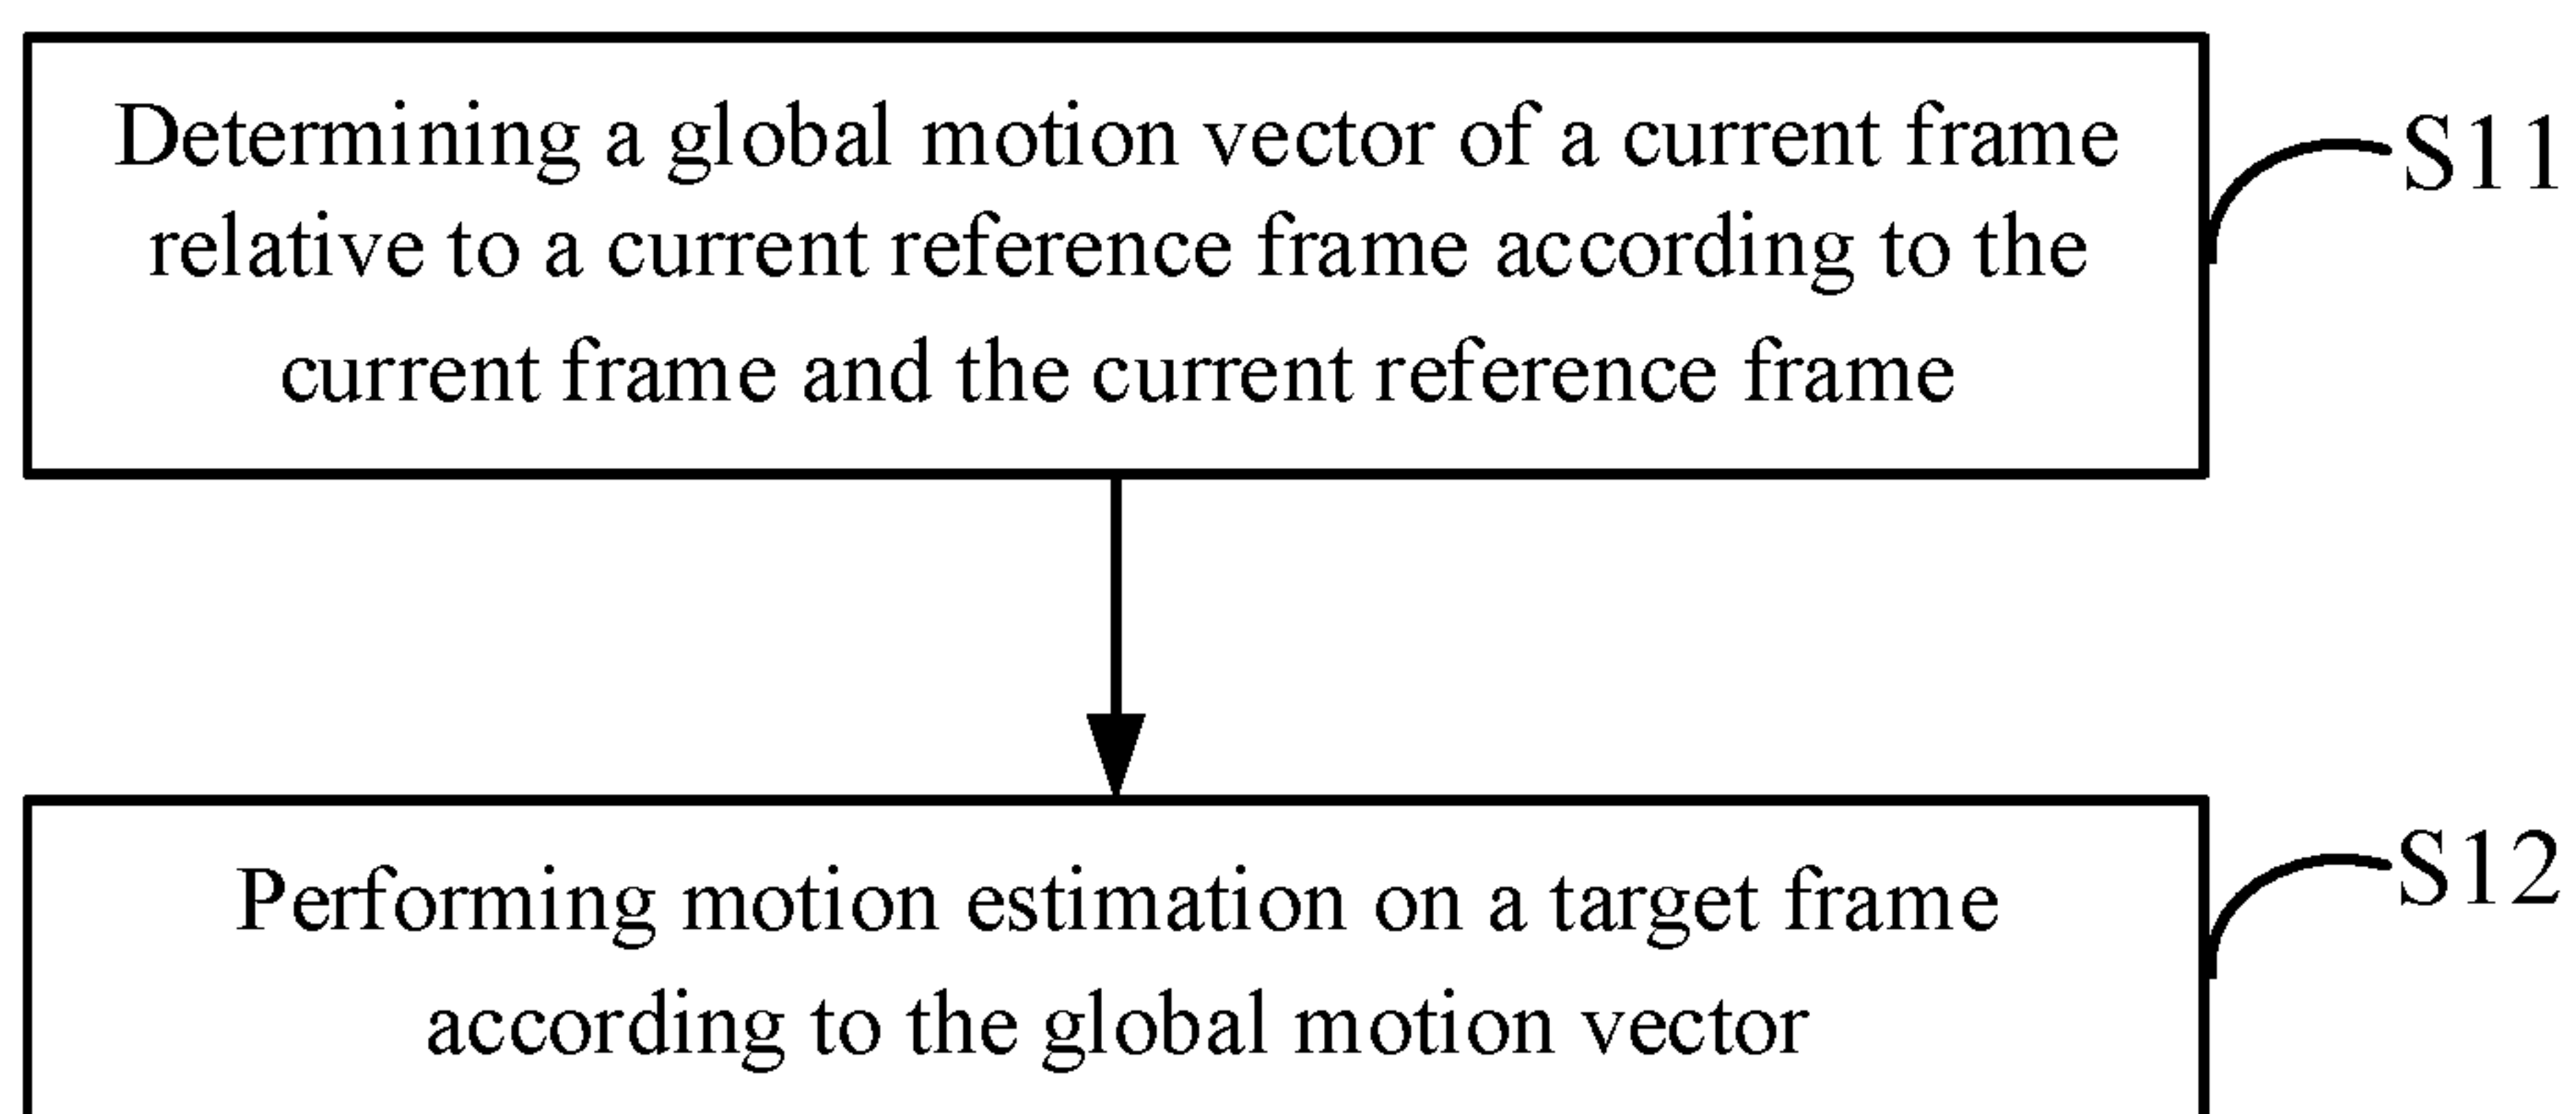 Determining a global motion vector of a current frame
relative to a current reference frame according to the
current frame and the current reference frame
S11
Performing motion estimation on a target frame
according to the global motion vector
S12